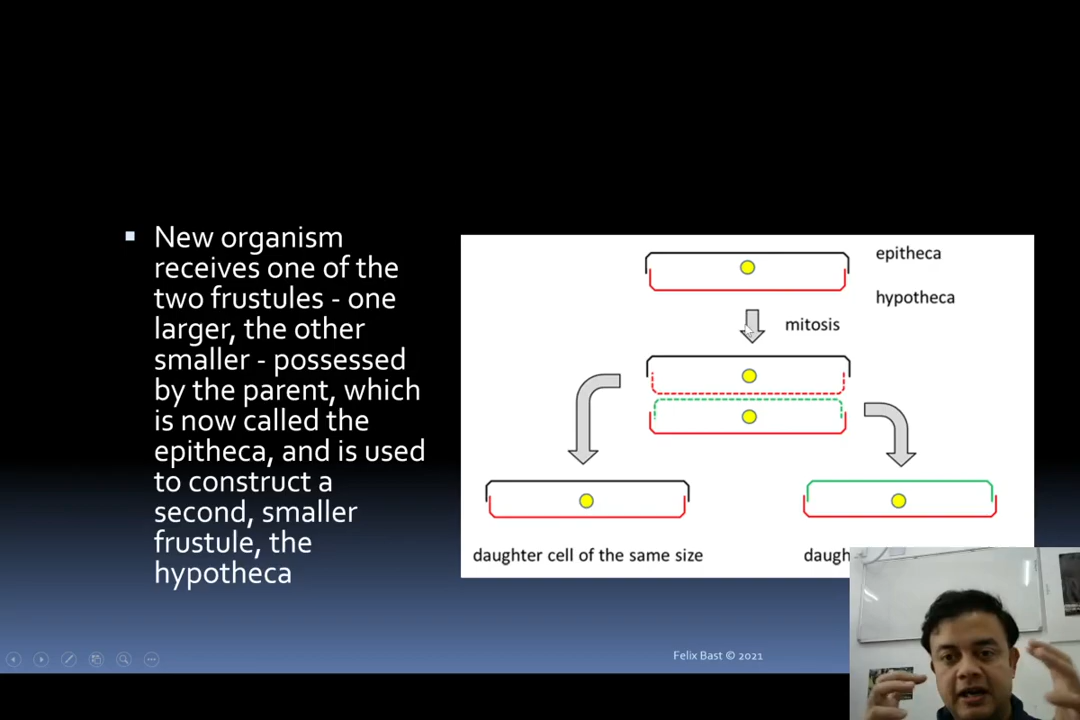 New organism
receives one of the
two frustules - one
larger, the other
smaller - possessed
by the parent, which
is now called the
epitheca, and is used
to construct a
second, smaller
frustule, the
hypotheca
epitheca
hypotheca
mitosis
daughter cell of the same size
Felix Bast © 2021